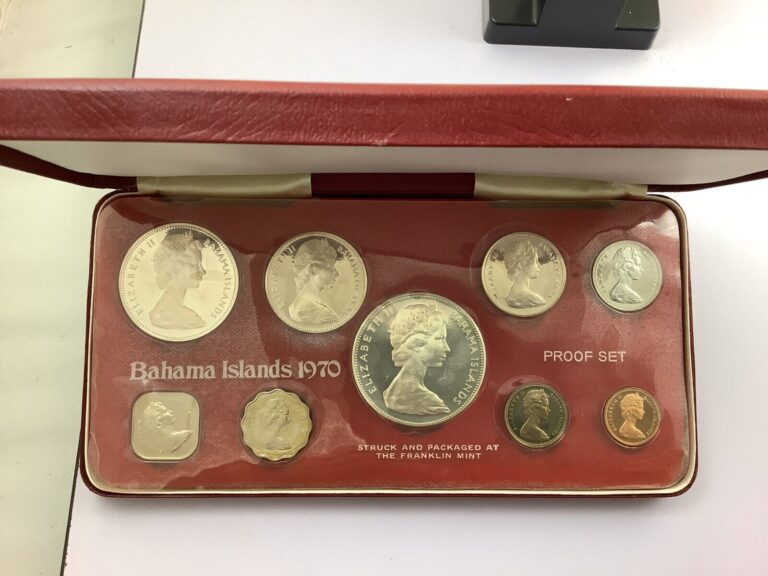 ELIZABETH II BAHAMA ISLANDS
BAHAMA
ELIZABETH II BAHAMA ISLANDS
Bahama Islands 1970
PROOF SET
STRUCK AND PACKAGED AT
THE FRANKLIN MINT